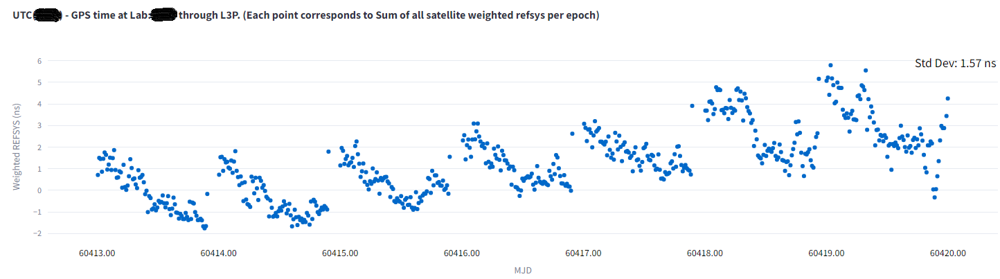 UTC( ) - GPS time at Lab: through L3P. (Each point corresponds to Sum of all satellite weighted refsys per epoch)
Std Dev: 1.57 ns
Weighted REFSYS (ns)
6
5
4
3
2
1
0
−1
−2
60413.00 60414.00 60415.00 60416.00 60417.00 60418.00 60419.00 60420.00
MJD